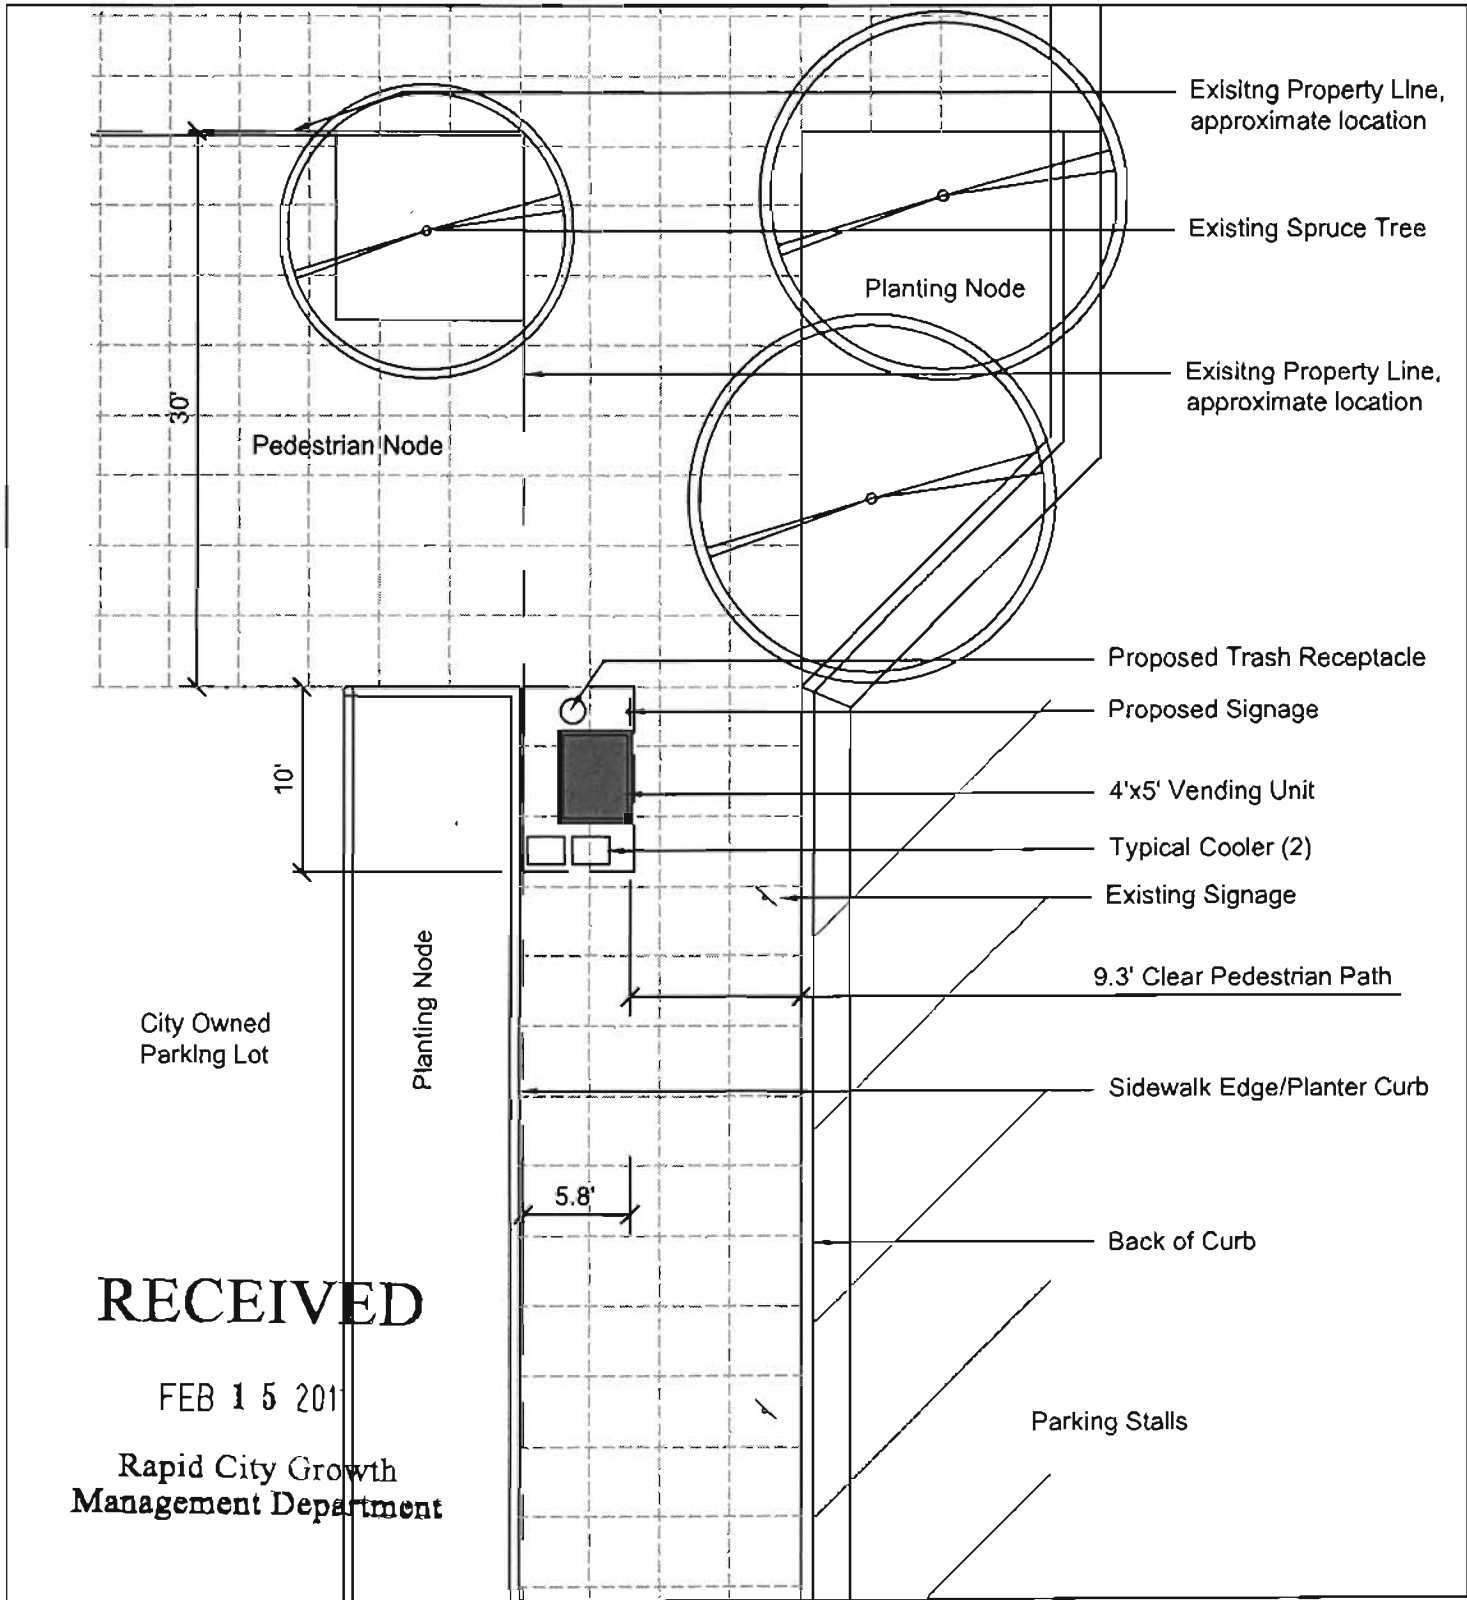 Exisitng Property Line,
approximate location
Existing Spruce Tree
Planting Node
Exisitng Property Line,
approximate location
30'
Pedestrian Node
Proposed Trash Receptacle
Proposed Signage
10'
4'x5' Vending Unit
Typical Cooler (2)
Existing Signage
Planting Node
9.3' Clear Pedestrian Path
City Owned
Parking Lot
Sidewalk Edge/Planter Curb
5.8'
Back of Curb
RECEIVED
FEB 15 201
Parking Stalls
Rapid City Growth
Management Department